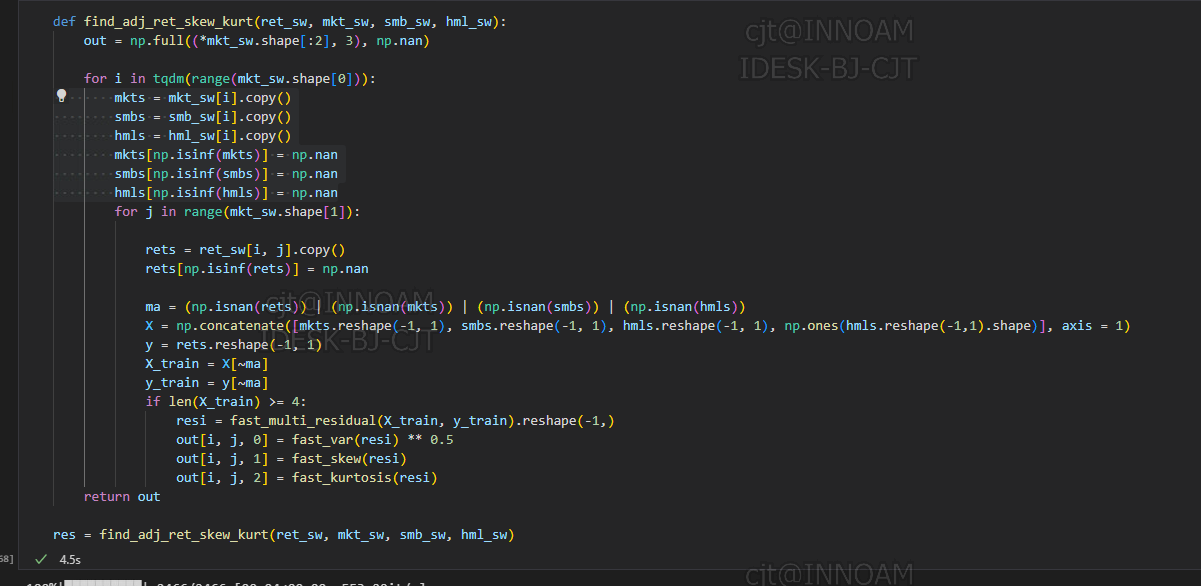 cjt@INNOAM
IDESK-BJ-CJT
def find_adj_ret_skew_kurt(ret_sw, mkt_sw, smb_sw, hml_sw):
    out = np.full((*mkt_sw.shape[:2], 3), np.nan)
    for i in tqdm(range(mkt_sw.shape[0])):
        mkts = mkt_sw[i].copy()
        smbs = smb_sw[i].copy()
        hmls = hml_sw[i].copy()
        mkts[np.isinf(mkts)] = np.nan
        smbs[np.isinf(smbs)] = np.nan
        hmls[np.isinf(hmls)] = np.nan
        for j in range(mkt_sw.shape[1]):
            rets = ret_sw[i, j].copy()
            rets[np.isinf(rets)] = np.nan
cjt@INNOAM
            ma = (np.isnan(rets)) | (np.isnan(mkts)) | (np.isnan(smbs)) | (np.isnan(hmls))
            X = np.concatenate([mkts.reshape(-1, 1), smbs.reshape(-1, 1), hmls.reshape(-1, 1), np.ones(hmls.reshape(-1,1).shape)], axis = 1)
IDESK-BJ-CJT
            y = rets.reshape(-1, 1)
            X_train = X[~ma]
            y_train = y[~ma]
            if len(X_train) >= 4:
                resi = fast_multi_residual(X_train, y_train).reshape(-1,)
                out[i, j, 0] = fast_var(resi) ** 0.5
                out[i, j, 1] = fast_skew(resi)
                out[i, j, 2] = fast_kurtosis(resi)
    return out
res = find_adj_ret_skew_kurt(ret_sw, mkt_sw, smb_sw, hml_sw)
4.5s
cjt@INNOAM